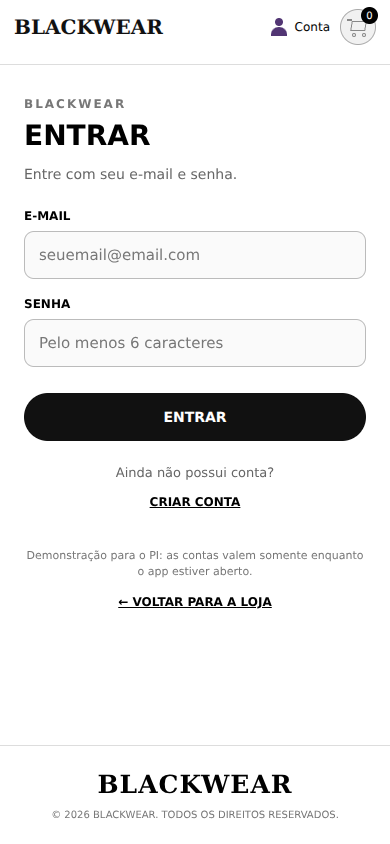 BLACKWEAR
Conta
0
BLACKWEAR
ENTRAR
Entre com seu e-mail e senha.
E-MAIL
seuemail@email.com
SENHA
Pelo menos 6 caracteres
ENTRAR
Ainda não possui conta?
CRIAR CONTA
Demonstração para o PI: as contas valem somente enquanto
o app estiver aberto.
← VOLTAR PARA A LOJA
BLACKWEAR
© 2026 BLACKWEAR. TODOS OS DIREITOS RESERVADOS.